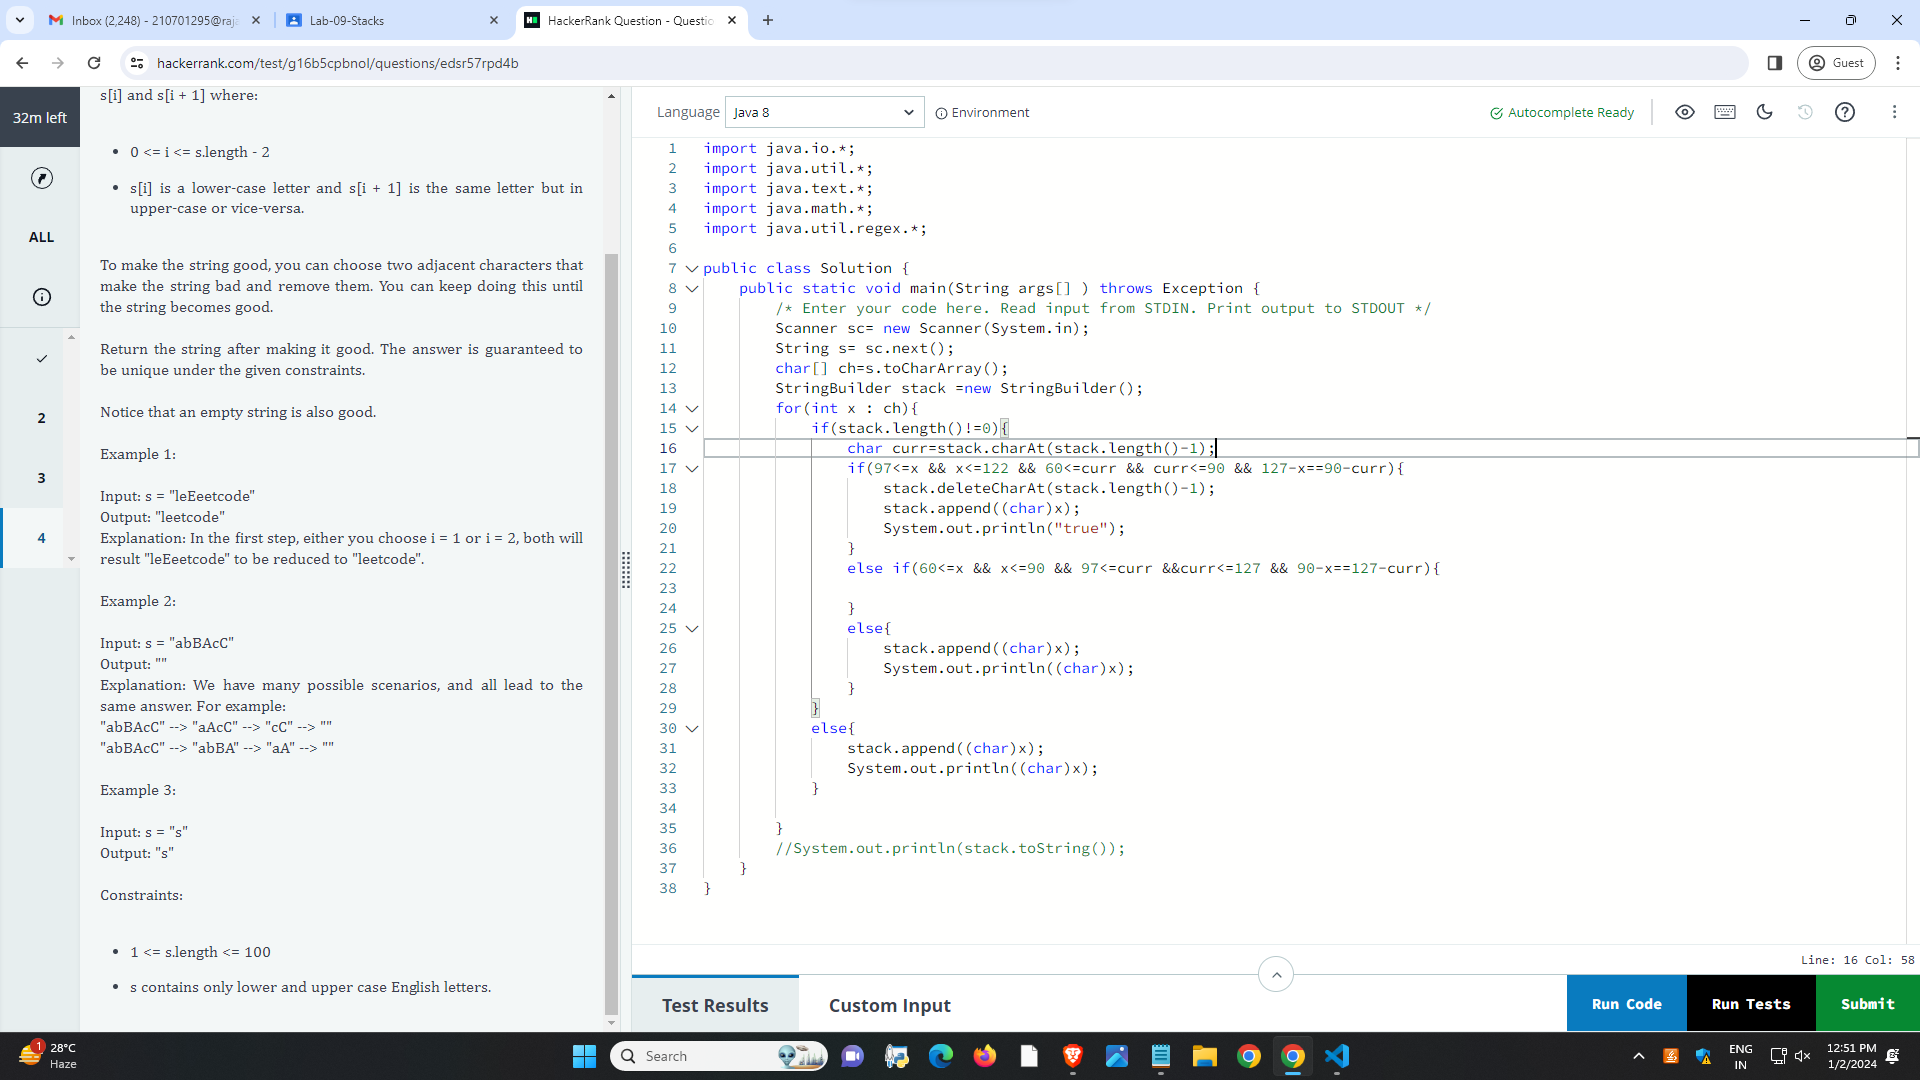 Inbox (2,248) - 210701295@raja
Lab-09-Stacks
HackerRank Question - Questio
hackerrank.com/test/g16b5cpbnol/questions/edsr57rpd4b
Guest
32m left
ALL
2
3
4
s[i] and s[i + 1] where:
• 0 <= i <= s.length - 2
• s[i] is a lower-case letter and s[i + 1] is the same letter but in
upper-case or vice-versa.
To make the string good, you can choose two adjacent characters that
make the string bad and remove them. You can keep doing this until
the string becomes good.
Return the string after making it good. The answer is guaranteed to
be unique under the given constraints.
Notice that an empty string is also good.
Example 1:
Input: s = "leEeetcode"
Output: "leetcode"
Explanation: In the first step, either you choose i = 1 or i = 2, both will
result "leEeetcode" to be reduced to "leetcode".
Example 2:
Input: s = "abBAcC"
Output: ""
Explanation: We have many possible scenarios, and all lead to the
same answer. For example:
"abBAcC" --> "aAcC" --> "cC" --> ""
"abBAcC" --> "abBA" --> "aA" --> ""
Example 3:
Input: s = "s"
Output: "s"
Constraints:
• 1 <= s.length <= 100
• s contains only lower and upper case English letters.
Language Java 8 Environment Autocomplete Ready
1 import java.io.*;
2 import java.util.*;
3 import java.text.*;
4 import java.math.*;
5 import java.util.regex.*;
6
7 public class Solution {
8 public static void main(String args[] ) throws Exception {
9 /* Enter your code here. Read input from STDIN. Print output to STDOUT */
10 Scanner sc= new Scanner(System.in);
11 String s= sc.next();
12 char[] ch=s.toCharArray();
13 StringBuilder stack =new StringBuilder();
14 for(int x : ch){
15 if(stack.length()!=0){
16 char curr=stack.charAt(stack.length()-1);
17 if(97<=x && x<=122 && 60<=curr && curr<=90 && 127-x==90-curr){
18 stack.deleteCharAt(stack.length()-1);
19 stack.append((char)x);
20 System.out.println("true");
21 }
22 else if(60<=x && x<=90 && 97<=curr &&curr<=127 && 90-x==127-curr){
23
24 }
25 else{
26 stack.append((char)x);
27 System.out.println((char)x);
28 }
29 }
30 else{
31 stack.append((char)x);
32 System.out.println((char)x);
33 }
34
35 }
36 //System.out.println(stack.toString());
37 }
38 }
Line: 16 Col: 58
Test Results
Custom Input
Run Code
Run Tests
Submit
1
28°C
Haze
Search
ENG
IN
12:51 PM
1/2/2024